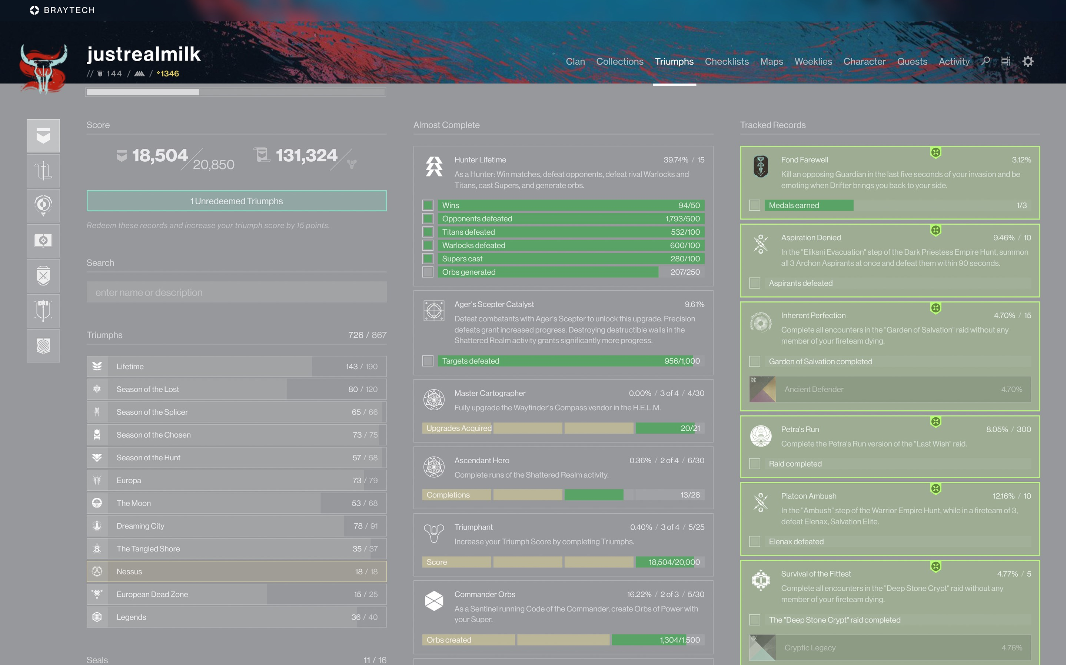 BRAYTECH
justrealmilk
// 144 / / 1346
Clan Collections Triumphs Checklists Maps Weeklies Character Quests Activity
Score
18,504/20,850 131,324
1 Unredeemed Triumphs
Redeem these records and increase your triumph score by 15 points.
Search
enter name or description
Triumphs 726 / 867
Lifetime 143 / 190
Season of the Lost 80 / 120
Season of the Splicer 65 / 66
Season of the Chosen 73 / 75
Season of the Hunt 57 / 58
Europa 73 / 79
The Moon 53 / 68
Dreaming City 78 / 91
The Tangled Shore 35 / 37
Nessus 18 / 18
European Dead Zone 15 / 25
Legends 36 / 40
Seals 11 / 16
Almost Complete
Hunter Lifetime 39.74% / 15
As a Hunter: Win matches, defeat opponents, defeat rival Warlocks and
Titans, cast Supers, and generate orbs.
Wins 94/50
Opponents defeated 1,793/500
Titans defeated 532/100
Warlocks defeated 600/100
Supers cast 280/100
Orbs generated 207/250
Ager's Scepter Catalyst 9.61%
Defeat combatants with Ager's Scepter to unlock this upgrade. Precision
defeats grant increased progress. Destroying destructible walls in the
Shattered Realm activity grants significantly more progress.
Targets defeated 956/1,000
Master Cartographer 0.00% / 3 of 4 / 4/30
Fully upgrade the Wayfinder's Compass vendor in the H.E.L.M.
Upgrades Acquired 20/21
Ascendant Hero 0.36% / 2 of 4 / 6/30
Complete runs of the Shattered Realm activity.
Completions 13/28
Triumphant 0.40% / 3 of 4 / 5/25
Increase your Triumph Score by completing Triumphs.
Score 18,504/20,000
Commander Orbs 16.22% / 2 of 3 / 5/30
As a Sentinel running Code of the Commander, create Orbs of Power with
your Super.
Orbs created 1,304/1,500
Tracked Records
Fond Farewell 3.12%
Kill an opposing Guardian in the last five seconds of your invasion and be
emoting when Drifter brings you back to your side.
Medals earned 1/3
Aspiration Denied 9.46% / 10
In the "Elikani Evacuation" step of the Dark Priestess Empire Hunt, summon
all 3 Archon Aspirants at once and defeat them within 90 seconds.
Aspirants defeated
Inherent Perfection 4.70% / 15
Complete all encounters in the "Garden of Salvation" raid without any
member of your fireteam dying.
Garden of Salvation completed
Ancient Defender 4.70%
Petra's Run 5.05% / 300
Complete the Petra's Run version of the "Last Wish" raid.
Raid completed
Platoon Ambush 12.16% / 10
In the "Ambush" step of the Warrior Empire Hunt, while in a fireteam of 3,
defeat Elenax, Salvation Elite.
Elenax defeated
Survival of the Fittest 4.77% / 5
Complete all encounters in the "Deep Stone Crypt" raid without any
member of your fireteam dying.
The "Deep Stone Crypt" raid completed
Cryptic Legacy 4.76%